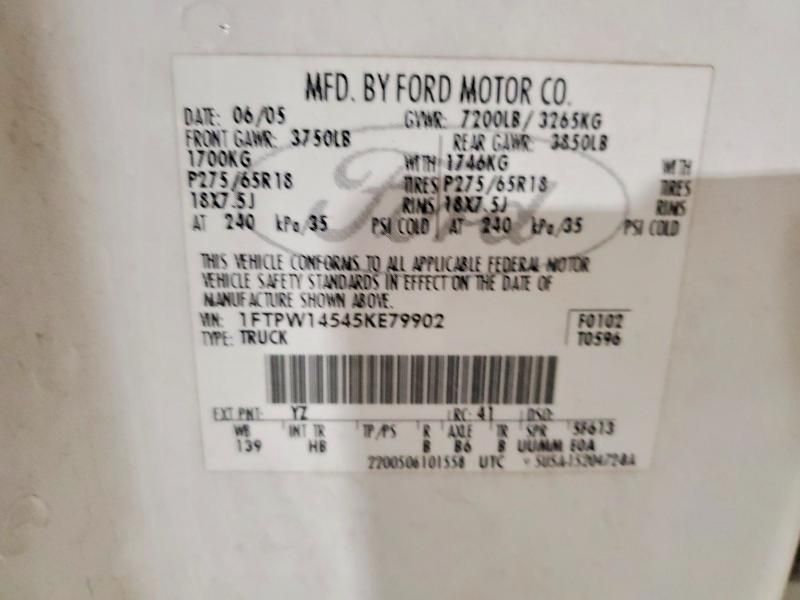 MFD. BY FORD MOTOR CO.
DATE: 06/05 GVWR: 7200LB / 3265KG
FRONT GAWR: 3750LB REAR GAWR: 3850LB
1700KG WITH 1746KG WITH
P275/65R18 TIRES P275/65R18 TIRES
18X7.5J RIMS 18X7.5J RIMS
AT 240 kPa/35 PSI COLD AT 240 kPa/35 PSI COLD
Ford
THIS VEHICLE CONFORMS TO ALL APPLICABLE FEDERAL MOTOR
VEHICLE SAFETY STANDARDS IN EFFECT ON THE DATE OF
MANUFACTURE SHOWN ABOVE.
VIN: 1FTPW14545KE79902 F0102
TYPE: TRUCK T0596
EXT PNT: YZ RC: 41 DSO:
WB INT TR TP/PS R AXLE TR SPR 5F613
139 HB B B6 B UUMM E0A
2200506101558 UTC